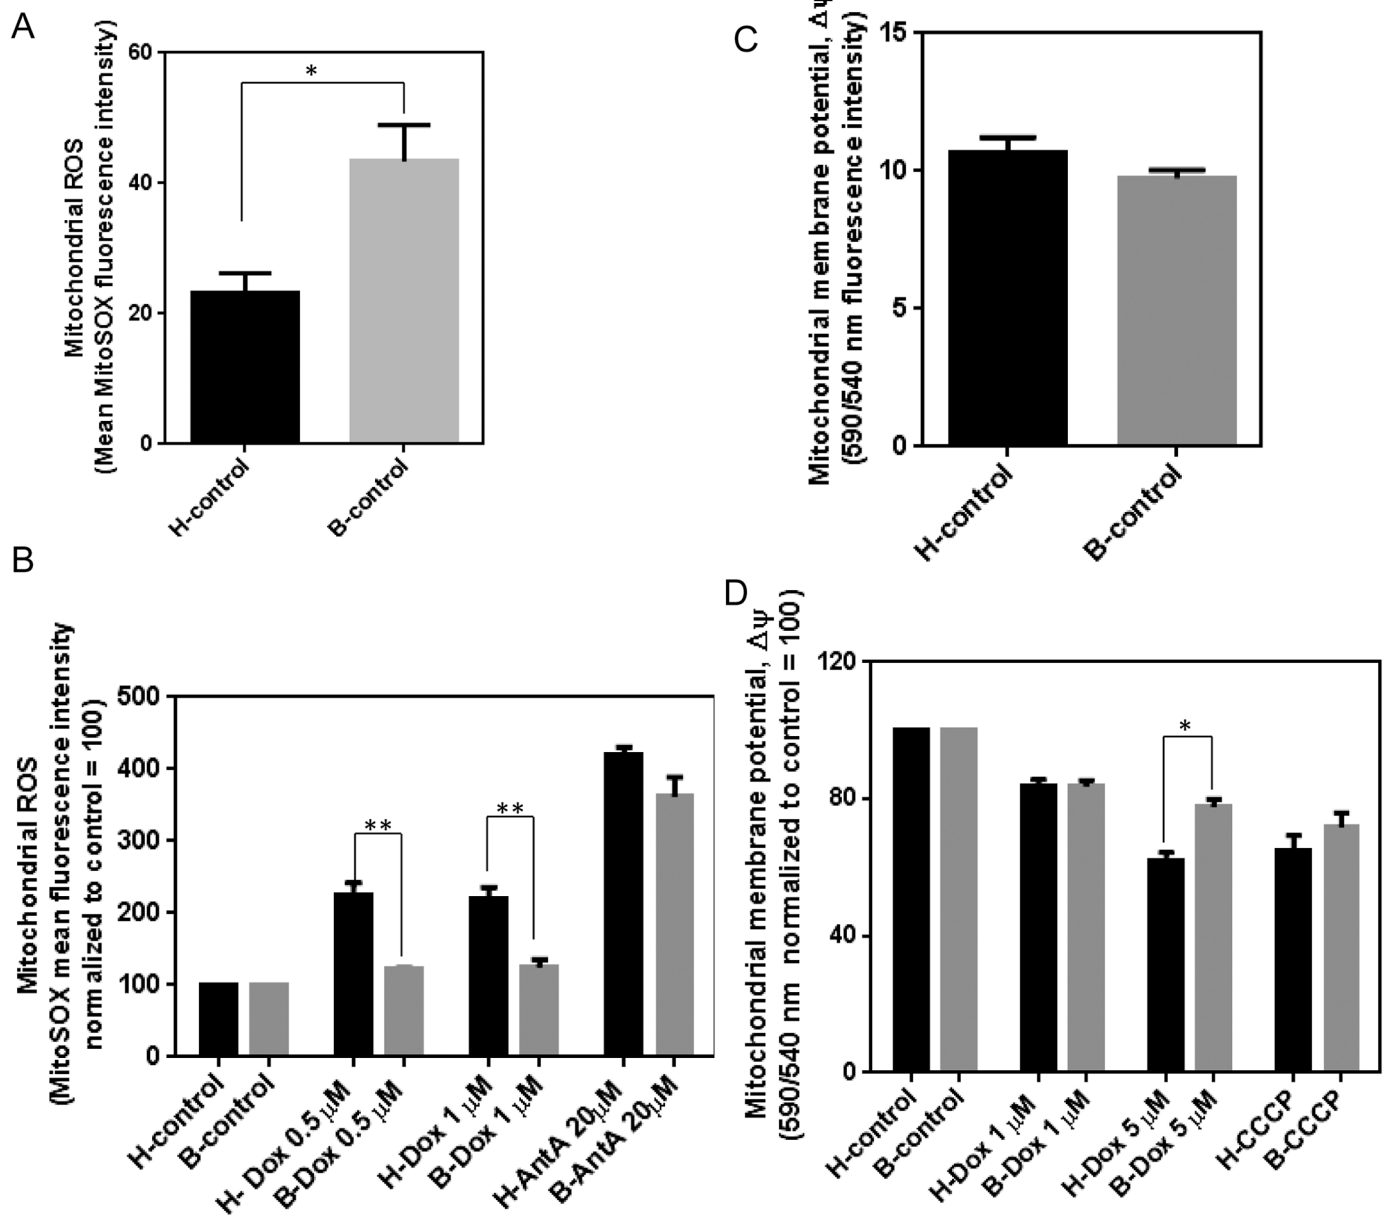 A
Mitochondrial ROS
(Mean MitoSOX fluorescence intensity)
60
40
20
0
*
H-control
B-control
C
Mitochondrial membrane potential, Δψ
(590/540 nm fluorescence intensity)
15
10
5
0
H-control
B-control
B
Mitochondrial ROS
(MitoSOX mean fluorescence intensity
normalized to control = 100)
500
400
300
200
100
0
**
**
H-control
B-control
H- Dox 0.5 μM
B-Dox 0.5 μM
H-Dox 1 μM
B-Dox 1 μM
H-AntA 20μM
B-AntA 20μM
D
Mitochondrial membrane potential, Δψ
(590/540 nm normalized to control = 100)
120
80
40
0
*
H-control
B-control
H-Dox 1 μM
B-Dox 1 μM
H-Dox 5 μM
B-Dox 5 μM
H-CCCP
B-CCCP